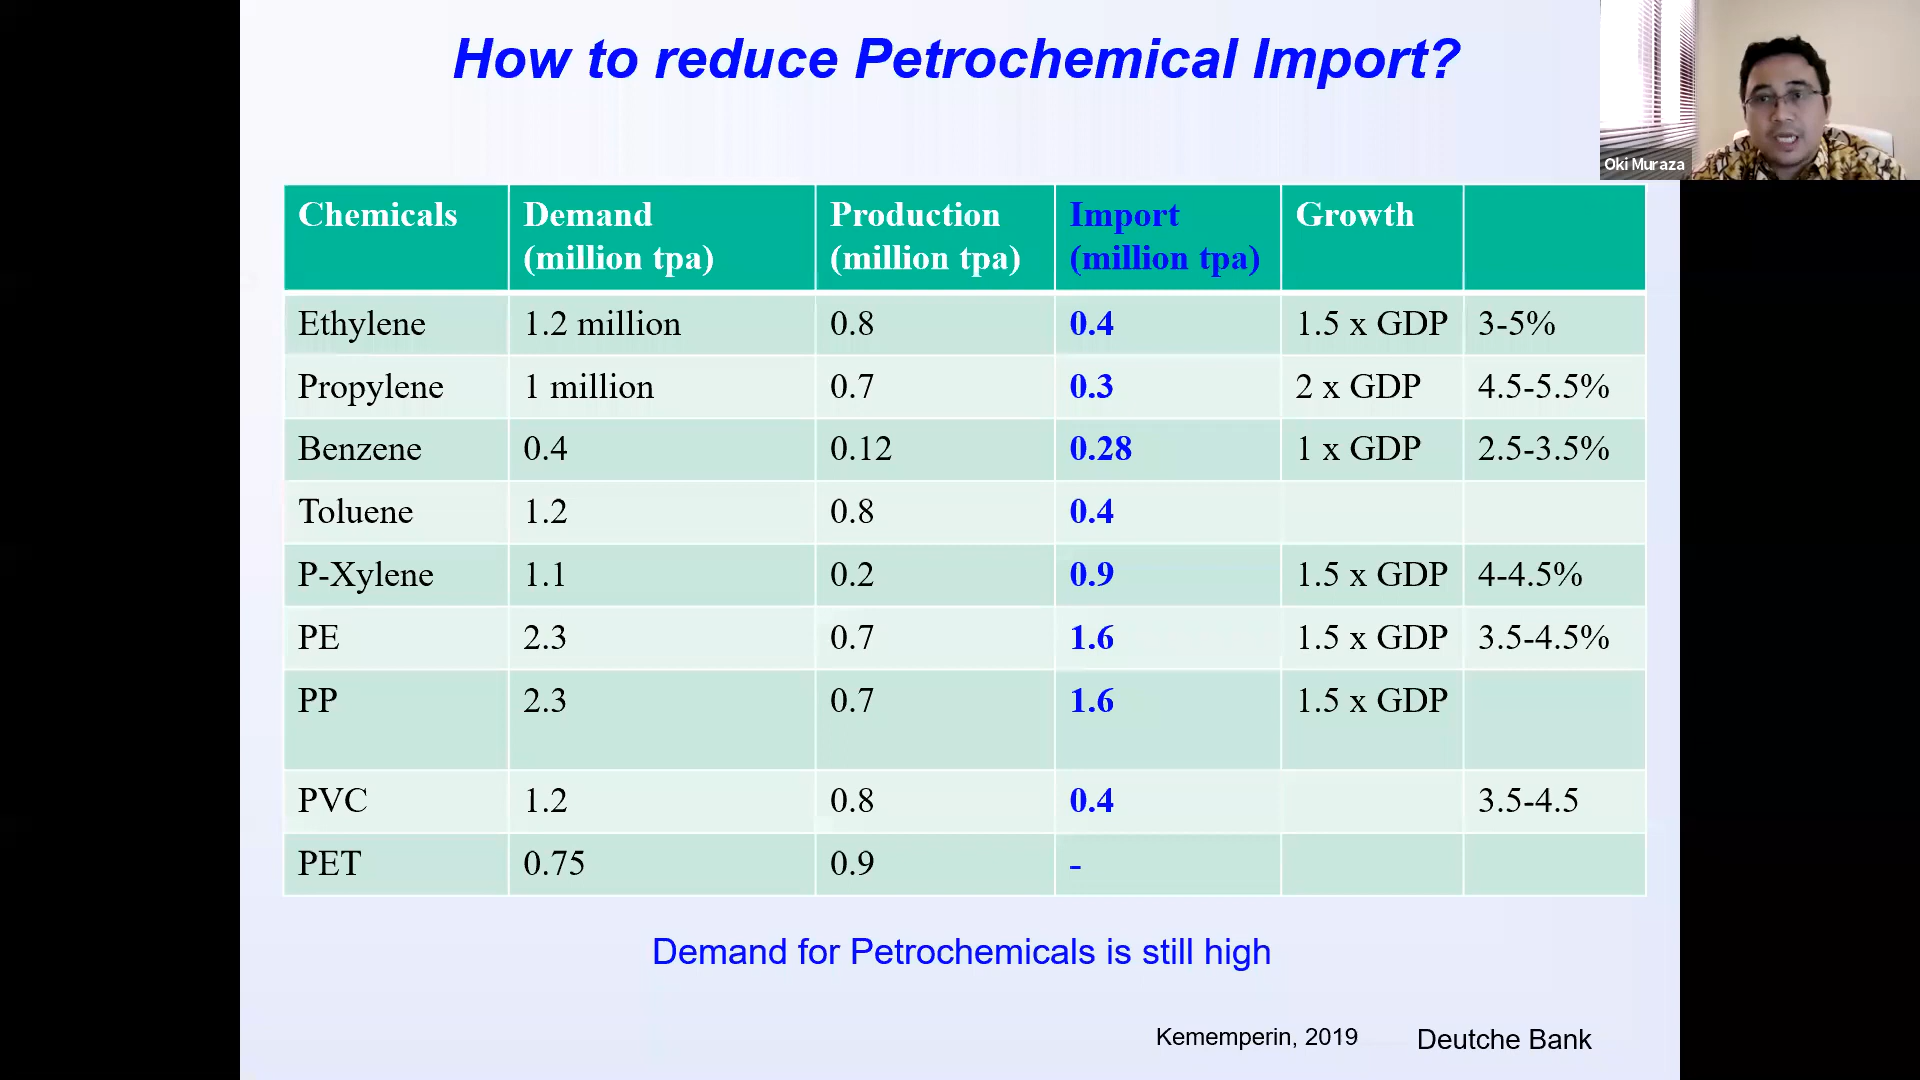 How to reduce Petrochemical Import?
Oki Muraza
Chemicals Demand (million tpa) Production (million tpa) Import (million tpa) Growth
Ethylene 1.2 million 0.8 0.4 1.5 x GDP 3-5%
Propylene 1 million 0.7 0.3 2 x GDP 4.5-5.5%
Benzene 0.4 0.12 0.28 1 x GDP 2.5-3.5%
Toluene 1.2 0.8 0.4
P-Xylene 1.1 0.2 0.9 1.5 x GDP 4-4.5%
PE 2.3 0.7 1.6 1.5 x GDP 3.5-4.5%
PP 2.3 0.7 1.6 1.5 x GDP
PVC 1.2 0.8 0.4 3.5-4.5
PET 0.75 0.9 -
Demand for Petrochemicals is still high
Kememperin, 2019 Deutche Bank